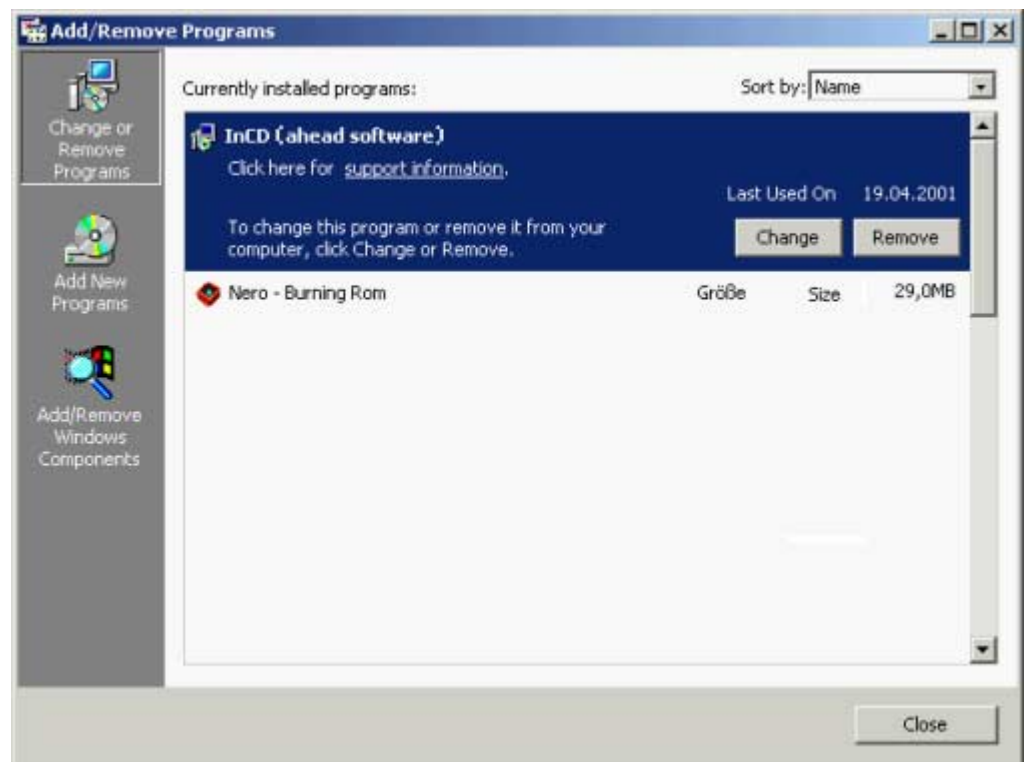 Add/Remove Programs
Change or
Remove
Programs
Add New
Programs
Add/Remove
Windows
Components
Currently installed programs:
Sort by: Name
InCD (ahead software)
Click here for support information.
Last Used On 19.04.2001
To change this program or remove it from your
computer, click Change or Remove.
Change Remove
Nero - Burning Rom Größe Size 29,0MB
Close